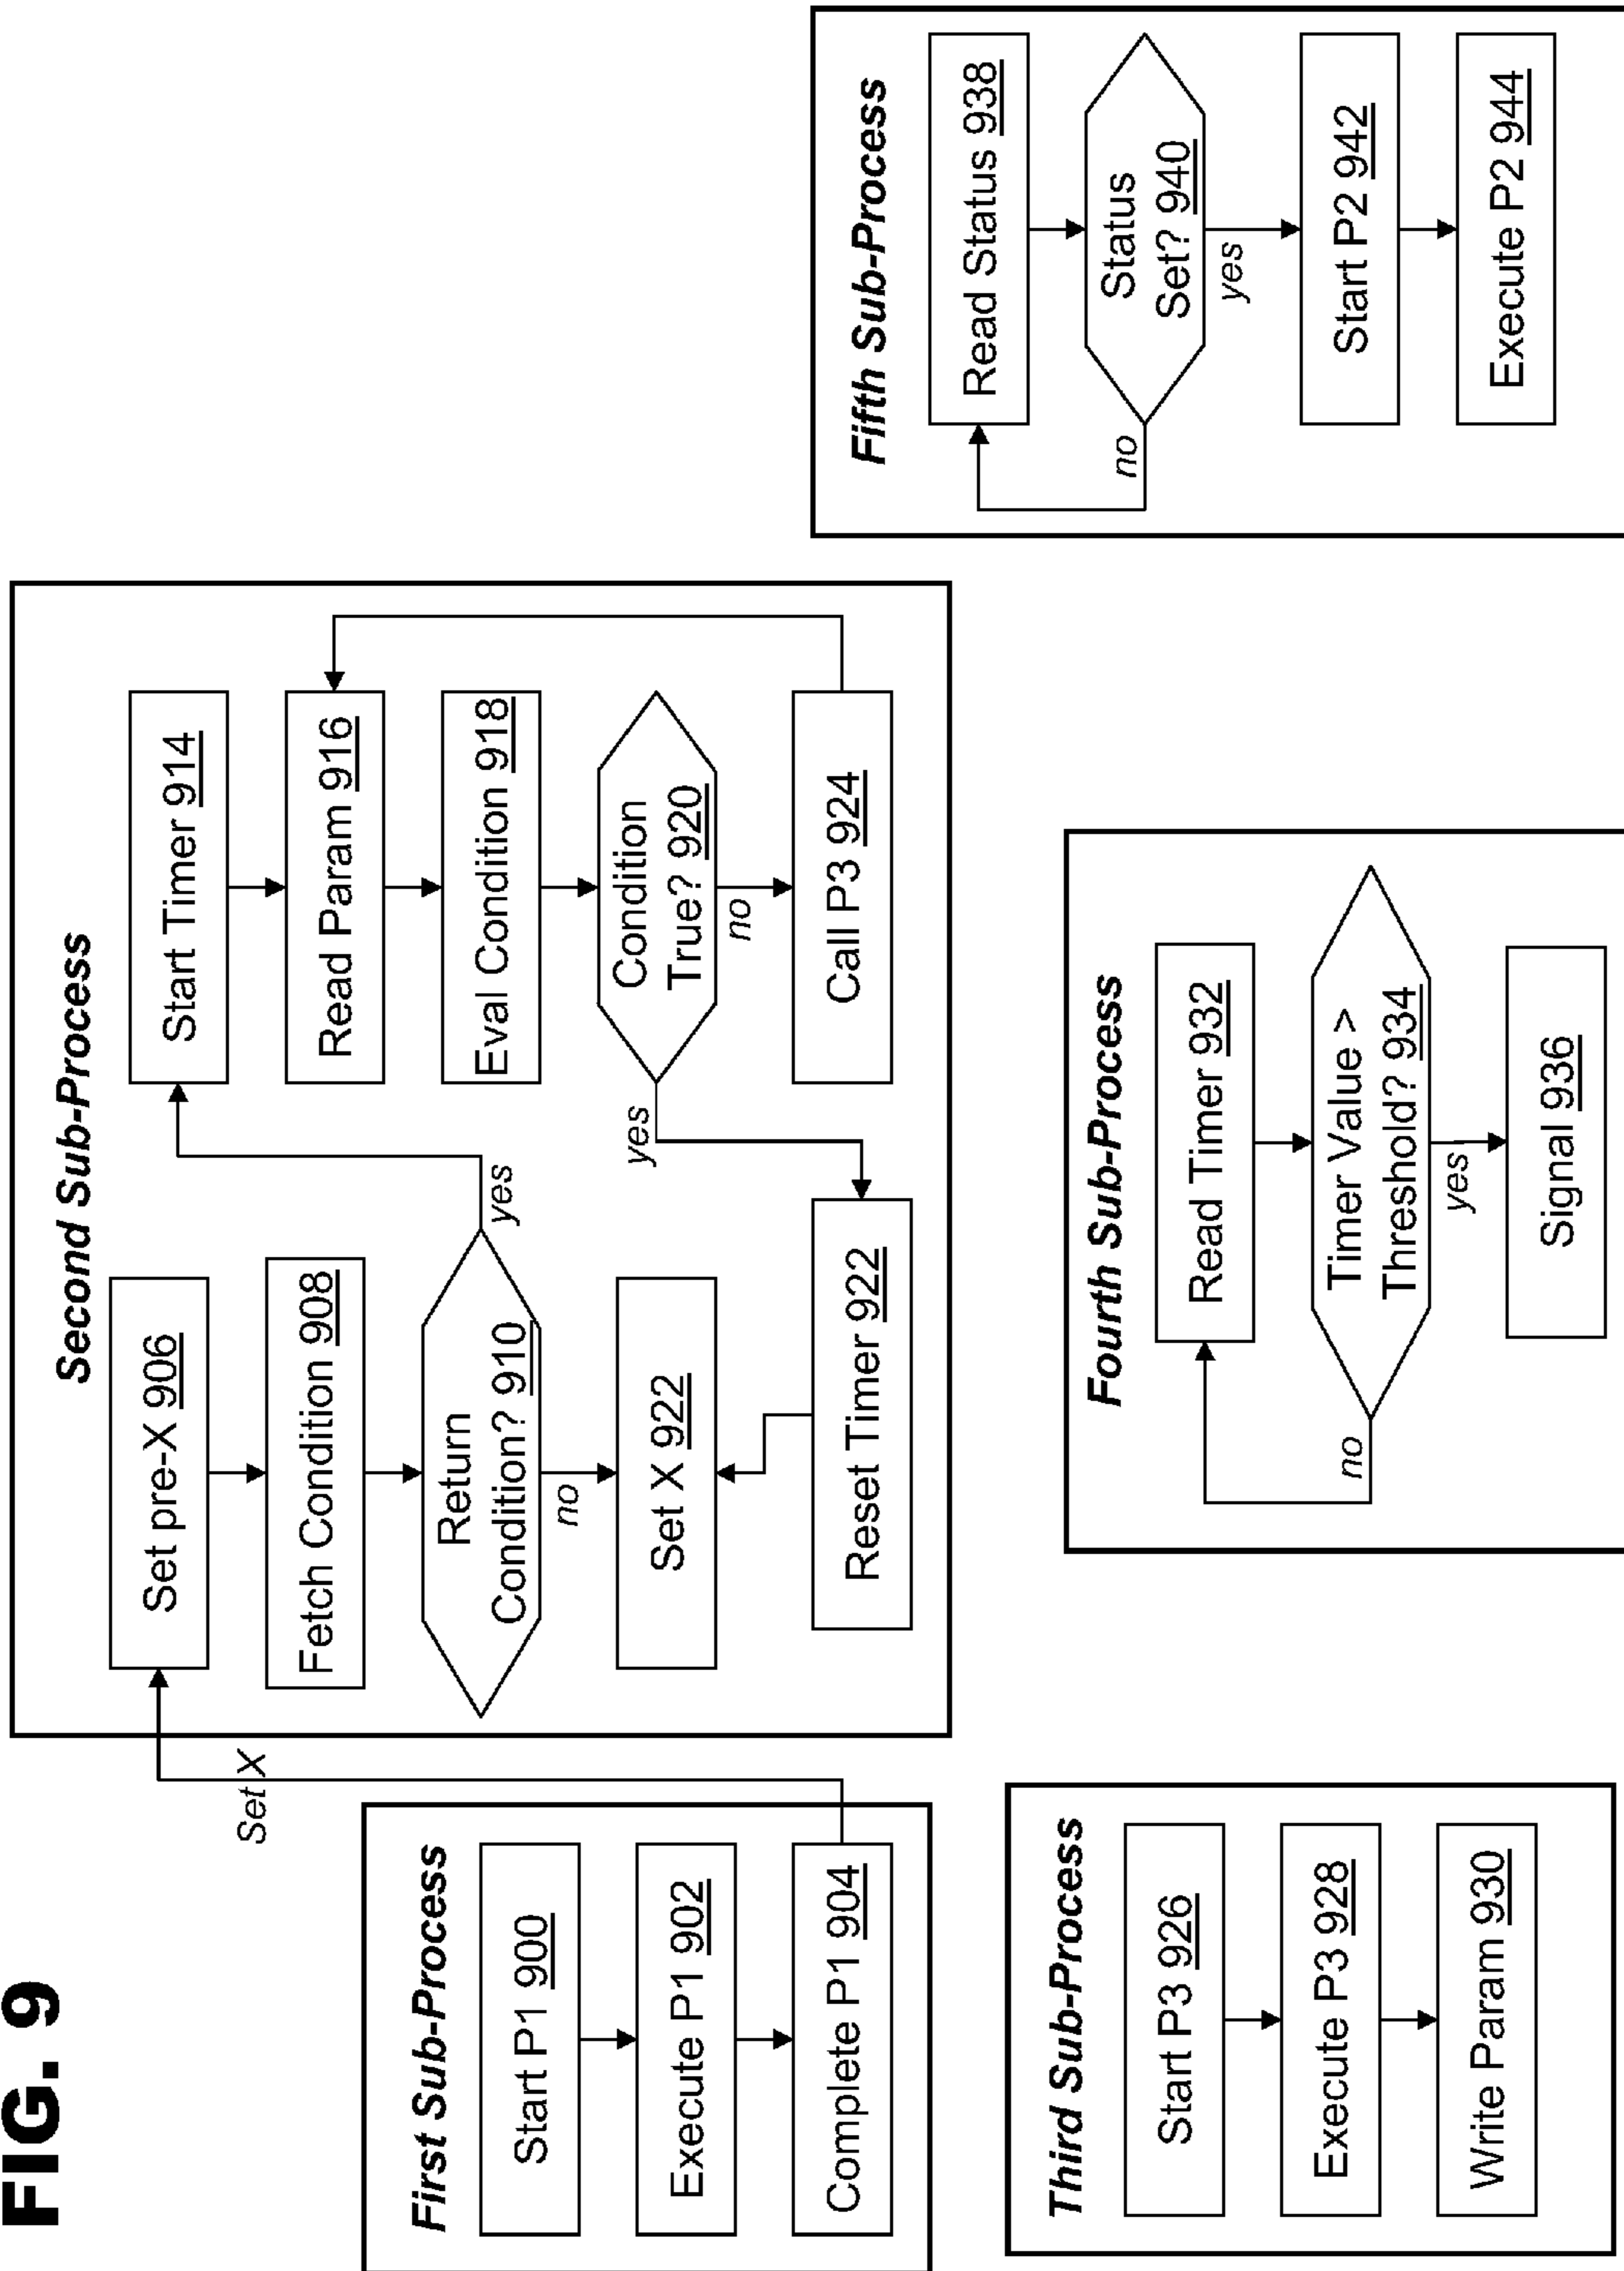 FIG. 9
First Sub-Process
Start P1 900
Execute P1 902
Complete P1 904
Set X
Second Sub-Process
Set pre-X 906
Fetch Condition 908
Return
Condition? 910
yes
no
Set X 922
Reset Timer 922
Start Timer 914
Read Param 916
Eval Condition 918
Condition
True? 920
yes
no
Call P3 924
Third Sub-Process
Start P3 926
Execute P3 928
Write Param 930
Fourth Sub-Process
Read Timer 932
Timer Value >
Threshold? 934
no
yes
Signal 936
Fifth Sub-Process
Read Status 938
Status
Set? 940
no
yes
Start P2 942
Execute P2 944